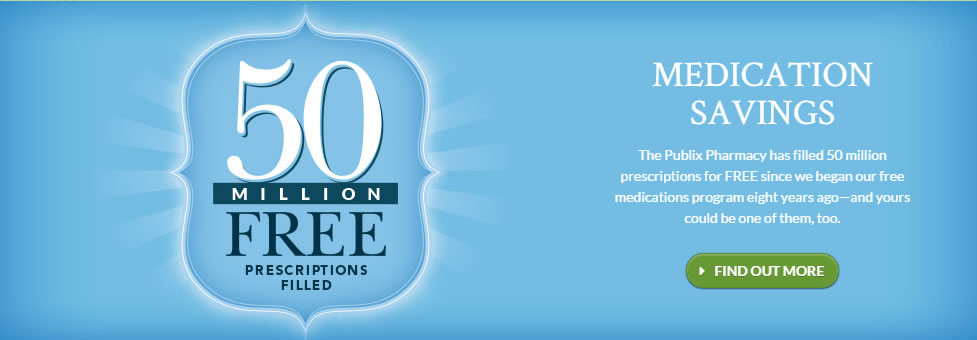 50
MILLION
FREE
PRESCRIPTIONS
FILLED
MEDICATION
SAVINGS
The Publix Pharmacy has filled 50 million
prescriptions for FREE since we began our free
medications program eight years ago—and yours
could be one of them, too.
FIND OUT MORE